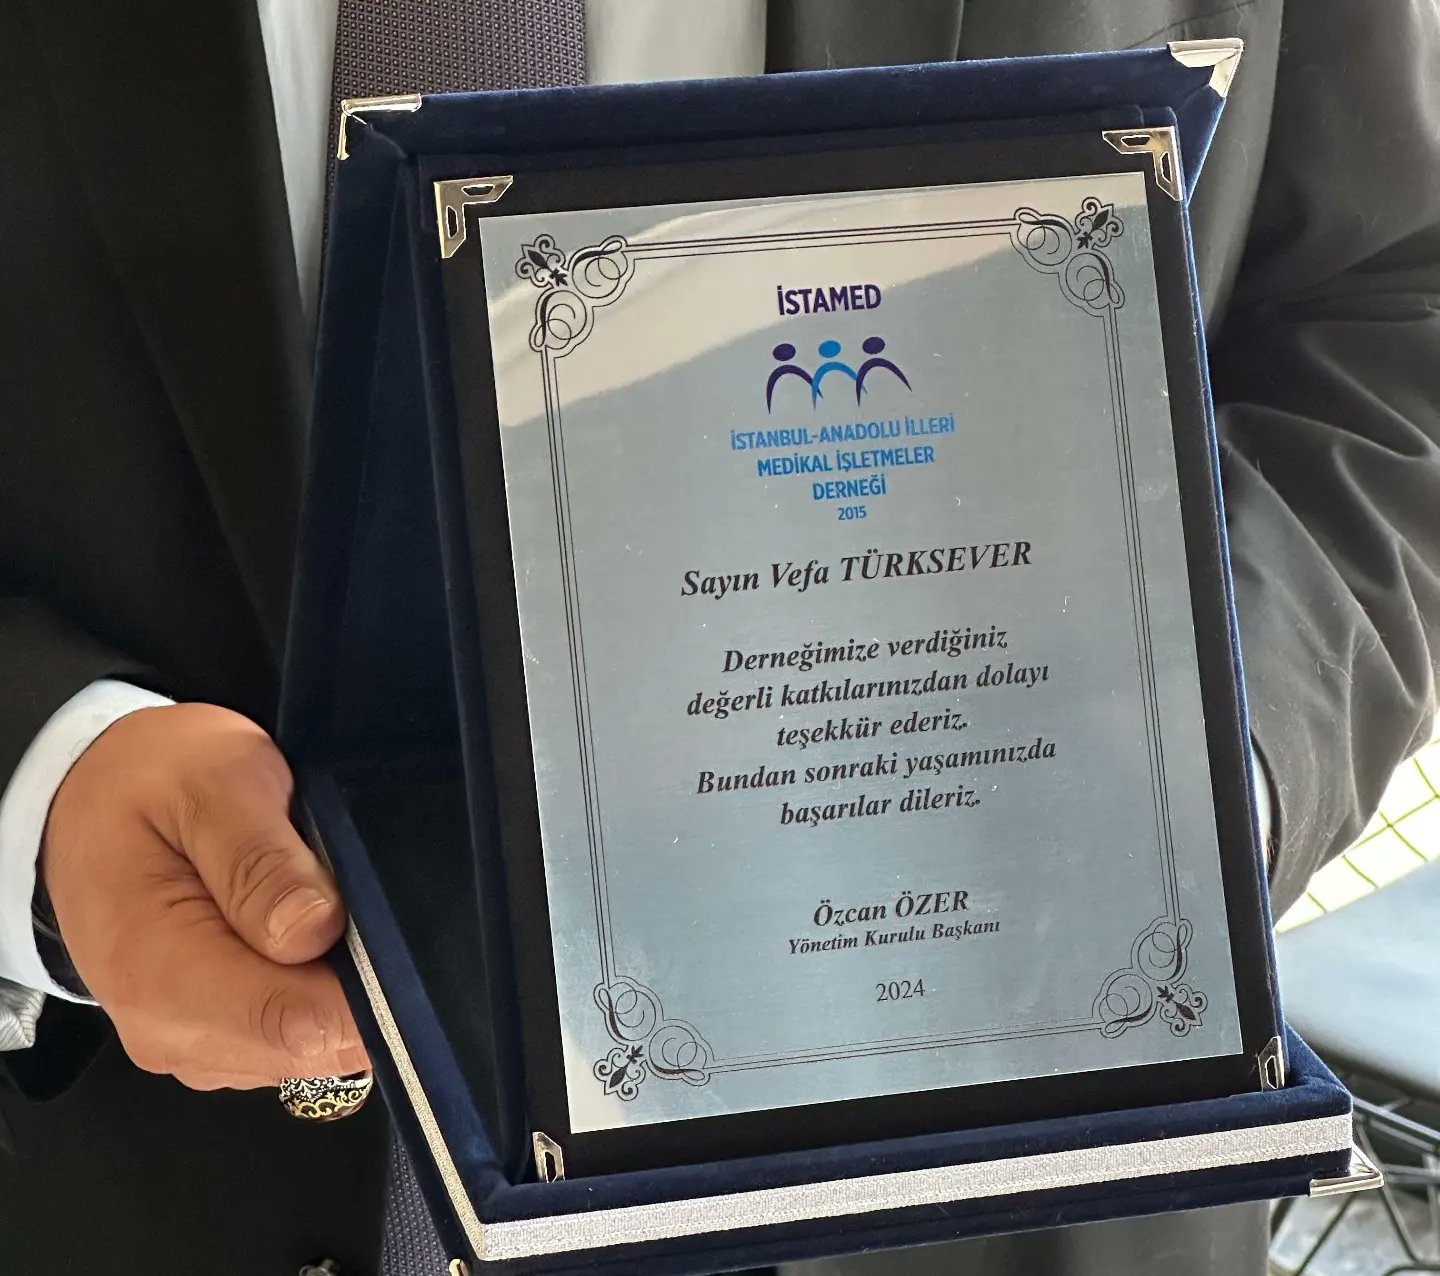 İSTAMED
İSTANBUL-ANADOLU İLLERİ
MEDİKAL İŞLETMELER
DERNEĞİ
2015
Sayın Vefa TÜRKSEVER
Derneğimize verdiğiniz
değerli katkılarınızdan dolayı
teşekkür ederiz.
Bundan sonraki yaşamınızda
başarılar dileriz.
Özcan ÖZER
Yönetim Kurulu Başkanı
2024